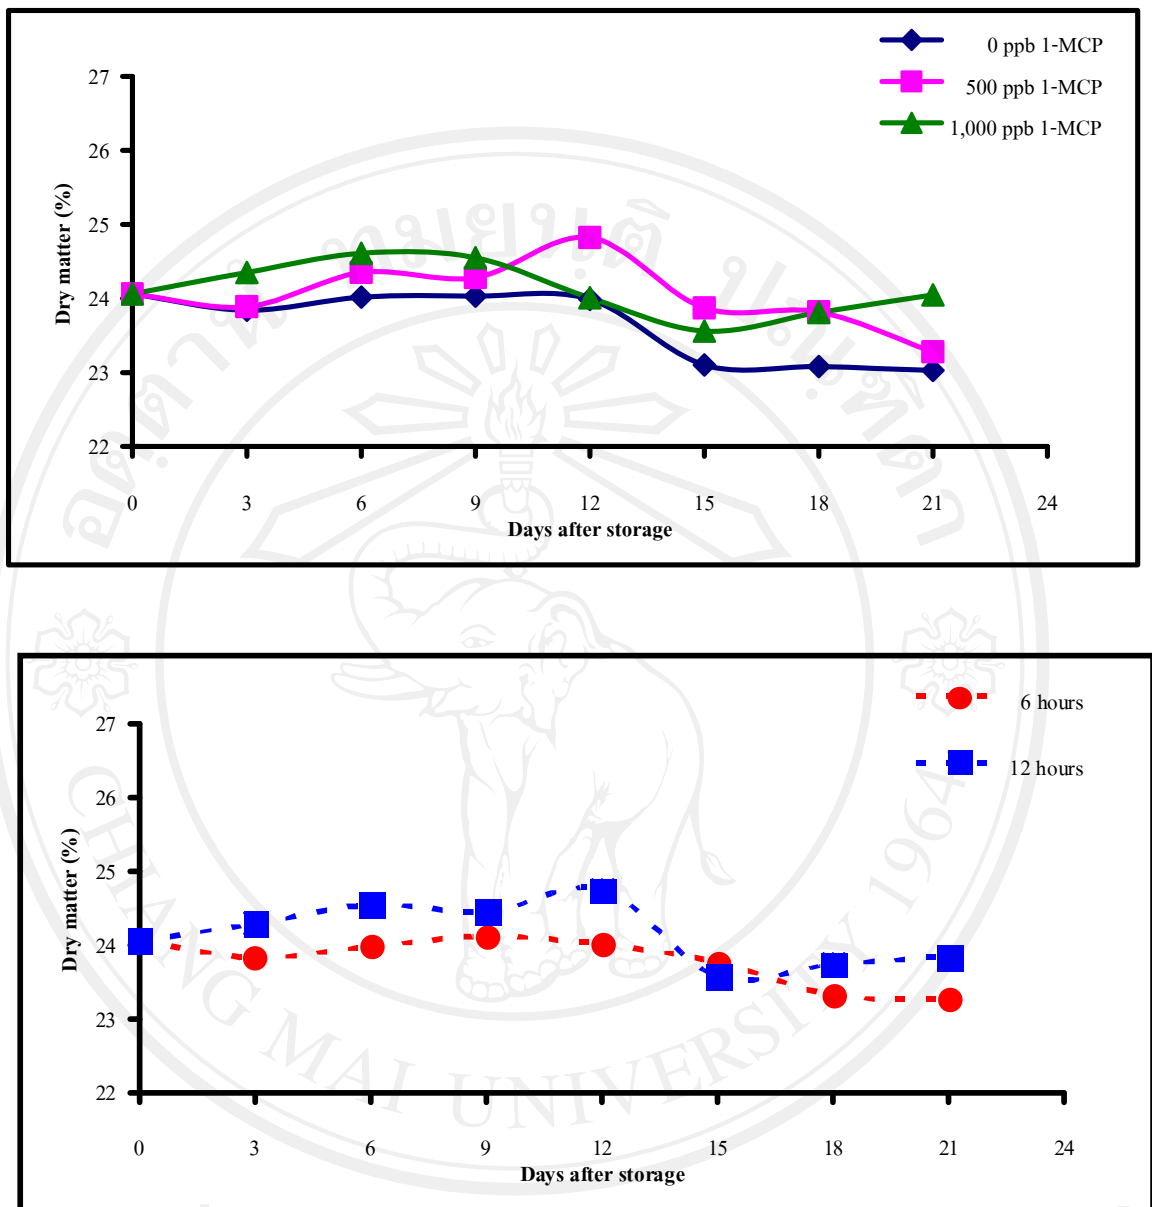 0 ppb 1-MCP
500 ppb 1-MCP
1,000 ppb 1-MCP
27
26
25
24
23
22
Dry matter (%)
0 3 6 9 12 15 18 21 24
Days after storage
6 hours
12 hours
27
26
25
24
23
22
Dry matter (%)
0 3 6 9 12 15 18 21 24
Days after storage
CHIANG MAI UNIVERSITY 1964